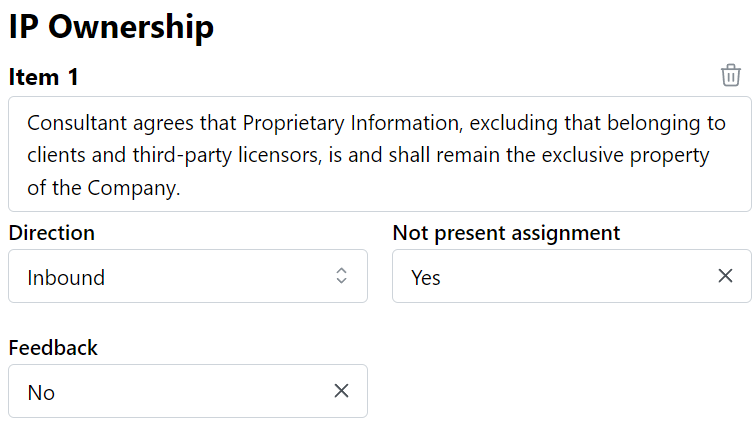 IP Ownership
Item 1
Consultant agrees that Proprietary Information, excluding that belonging to
clients and third-party licensors, is and shall remain the exclusive property
of the Company.
Direction
Not present assignment
Inbound
Yes
Feedback
No